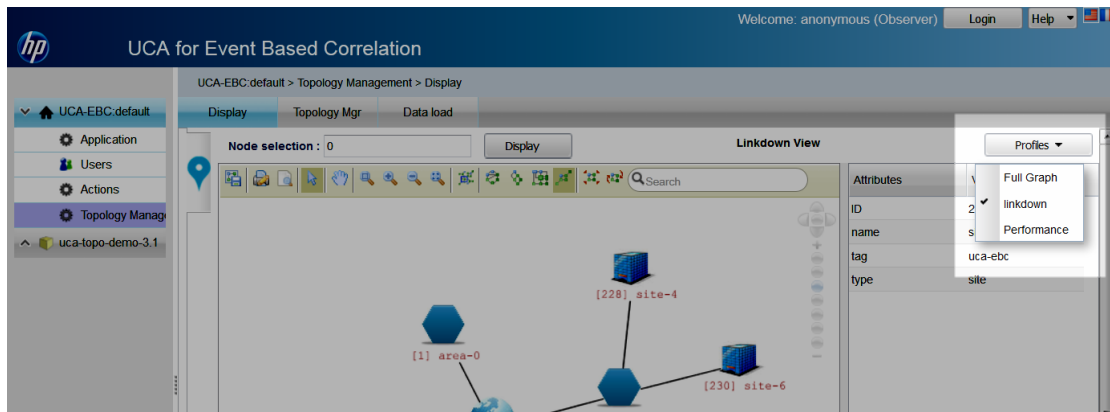 Welcome: anonymous (Observer) Login Help
hp UCA for Event Based Correlation
UCA-EBC:default > Topology Management > Display
UCA-EBC:default
Application
Users
Actions
Topology Manag
uca-topo-demo-3.1
Display Topology Mgr Data load
Node selection : 0 Display Linkdown View Profiles
Search
Full Graph
linkdown
Performance
Attributes V
ID 2
name s
tag uca-ebc
type site
[228] site-4
[1] area-0
[230] site-6